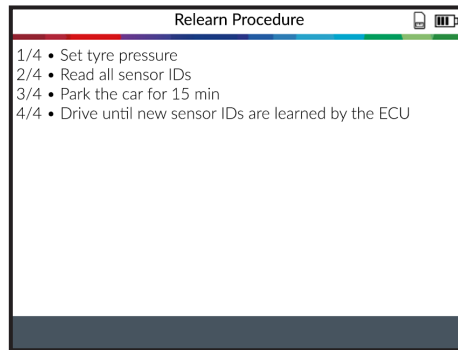 Relearn Procedure
1/4 • Set tyre pressure
2/4 • Read all sensor IDs
3/4 • Park the car for 15 min
4/4 • Drive until new sensor IDs are learned by the ECU